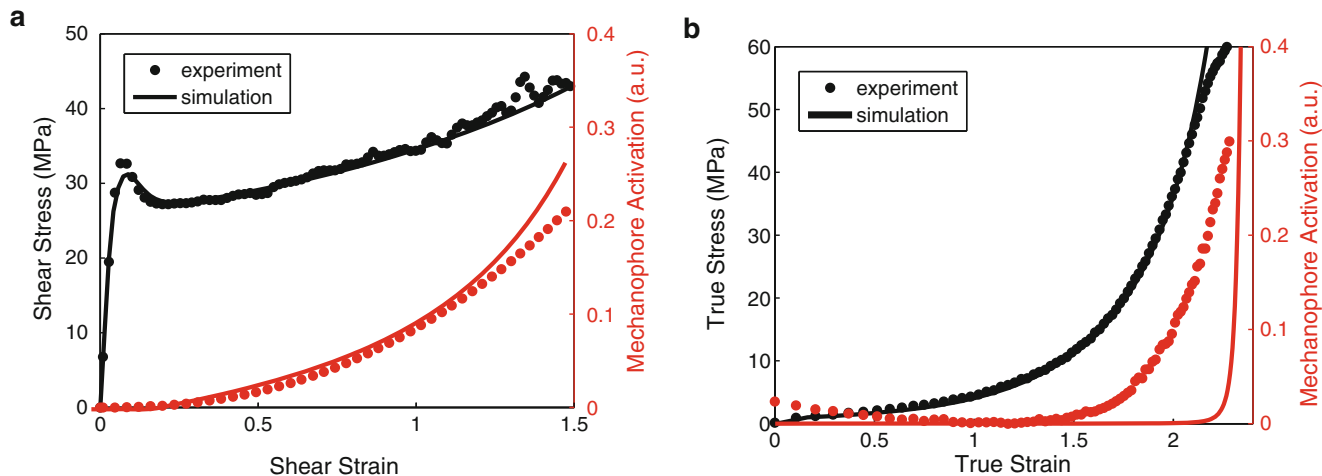 a
50
40
30
20
10
0
Shear Stress (MPa)
experiment
simulation
0.4
0.3
0.2
0.1
0
Mechanophore Activation (a.u.)
0
0.5
1
1.5
Shear Strain
b
60
50
40
30
20
10
0
True Stress (MPa)
experiment
simulation
0.4
0.3
0.2
0.1
0
Mechanophore Activation (a.u.)
0
0.5
1
1.5
2
True Strain